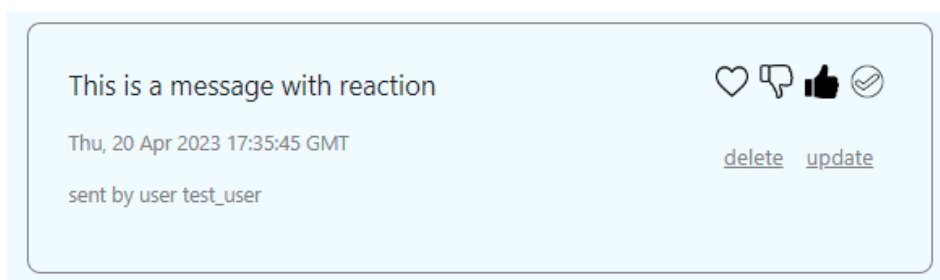 This is a message with reaction
Thu, 20 Apr 2023 17:35:45 GMT
delete update
sent by user test_user